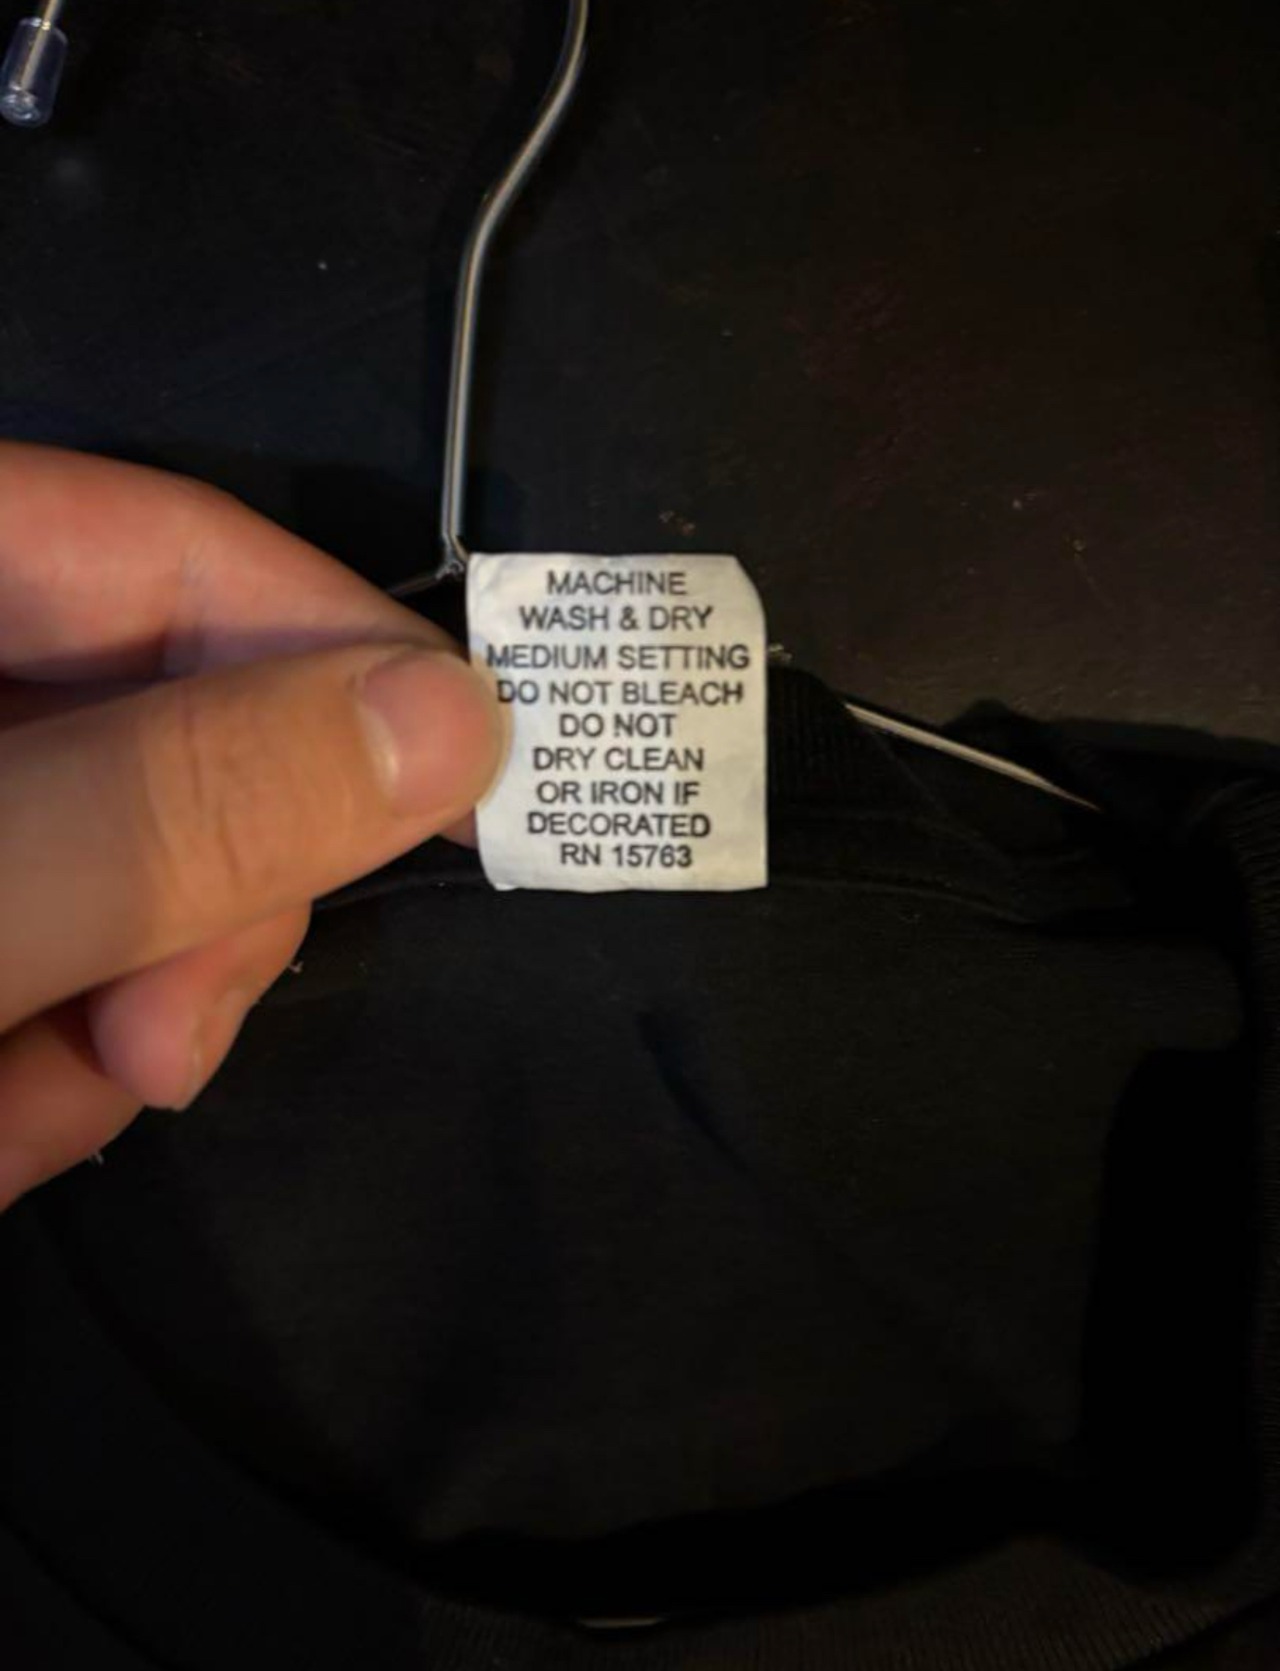 MACHINE
WASH & DRY
MEDIUM SETTING
DO NOT BLEACH
DO NOT
DRY CLEAN
OR IRON IF
DECORATED
RN 15763